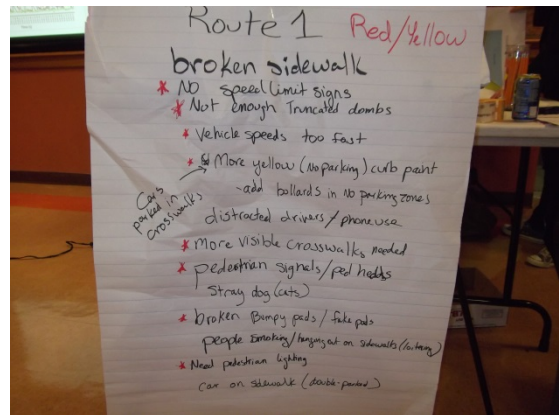 Route 1 Red/Yellow
broken sidewalk
* No speed limit signs
* Not enough Truncated dombs
* Vehicle speeds too fast
* More yellow (No parking) curb paint
Cars parked in crosswalks
- add bollards in No parking zones
distracted drivers / phone use
* More visible crosswalks needed
* pedestrian signals / ped heads
Stray dog (cats)
* broken Bumpy pads / fake pads
people smoking / hanging out on sidewalks (loitering)
* Need pedestrian lighting
car on sidewalk (double-parked)